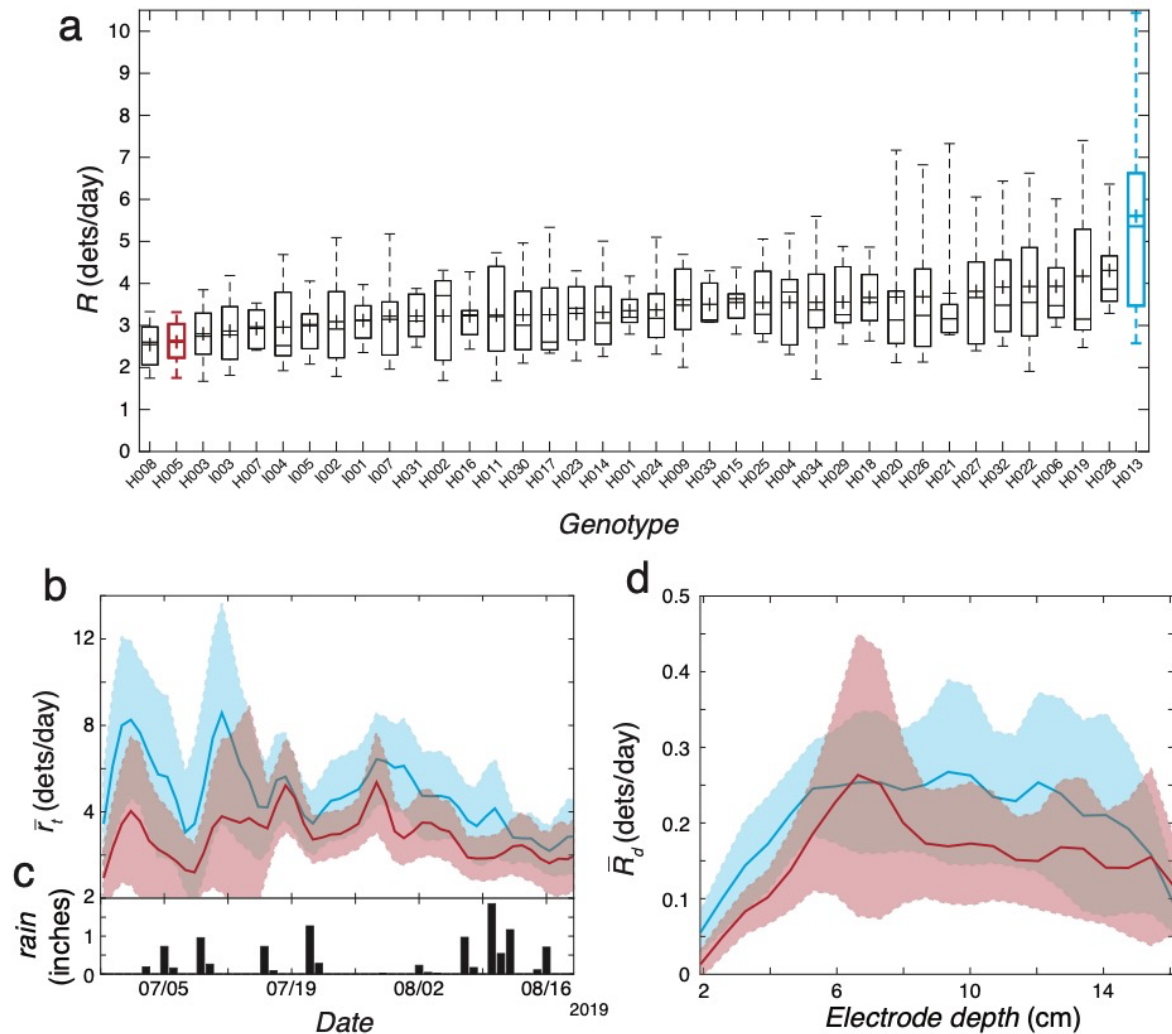 a
10
9
8
7
6
5
4
3
2
1
0
R (dets/day)
H008 H005 H003 I003 H007 I004 I005 I002 I001 I007 H031 H002 H016 H011 H030 H017 H023 H014 H001 H024 H009 H033 H015 H025 H004 H034 H029 H018 H020 H026 H021 H027 H032 H022 H006 H019 H028 H013
Genotype
b
12
8
4
r̄t (dets/day)
c
2
1
0
rain
(inches)
07/05 07/19 08/02 08/16
2019
Date
d
0.5
0.4
0.3
0.2
0.1
0
R̄d (dets/day)
2 6 10 14
Electrode depth (cm)